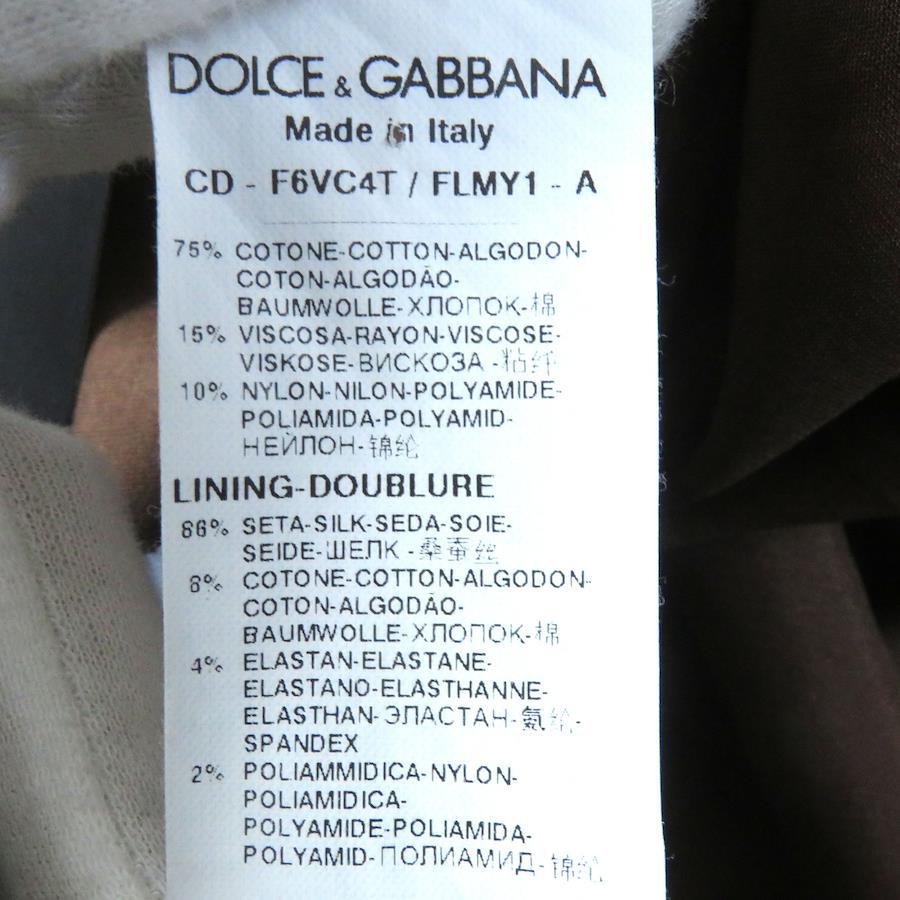 DOLCE & GABBANA
Made in Italy
CD - F6VC4T / FLMY1 - A
75% COTONE-COTTON-ALGODON-
COTON-ALGODÃO-
BAUMWOLLE-ХЛОПОК-棉
15% VISCOSA-RAYON-VISCOSE-
VISKOSE-ВИСКОЗА -粘纤
10% NYLON-NILON-POLYAMIDE-
POLIAMIDA-POLYAMID-
НЕЙЛОН-锦纶
LINING-DOUBLURE
86% SETA-SILK-SEDA-SOIE-
SEIDE-ШЕЛК -桑蚕丝
8% COTONE-COTTON-ALGODON-
COTON-ALGODÃO-
BAUMWOLLE-ХЛОПОК-棉
4% ELASTAN-ELASTANE-
ELASTANO-ELASTHANNE-
ELASTHAN-ЭЛАСТАН-氨纶-
SPANDEX
2% POLIAMMIDICA-NYLON-
POLIAMIDICA-
POLYAMIDE-POLIAMIDA-
POLYAMID-ПОЛИАМИД-锦纶